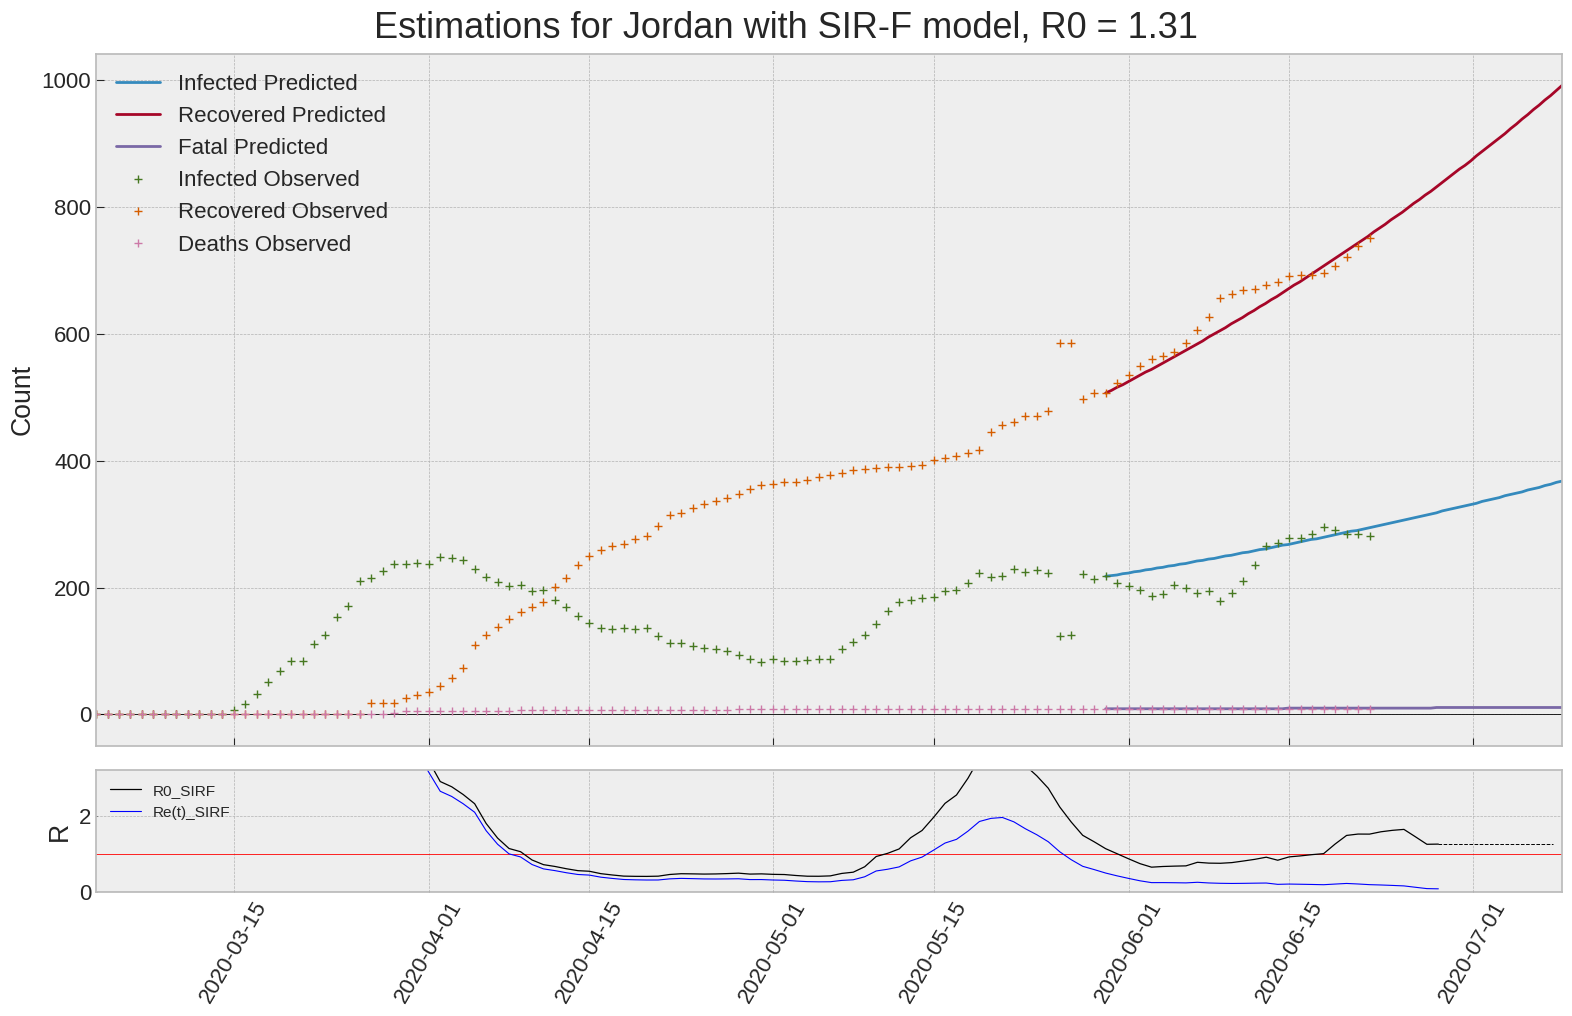 Estimations for Jordan with SIR-F model, R0 = 1.31
Count
1000
800
600
400
200
0
Infected Predicted
Recovered Predicted
Fatal Predicted
Infected Observed
Recovered Observed
Deaths Observed
R
2
0
R0_SIRF
Re(t)_SIRF
2020-03-15
2020-04-01
2020-04-15
2020-05-01
2020-05-15
2020-06-01
2020-06-15
2020-07-01